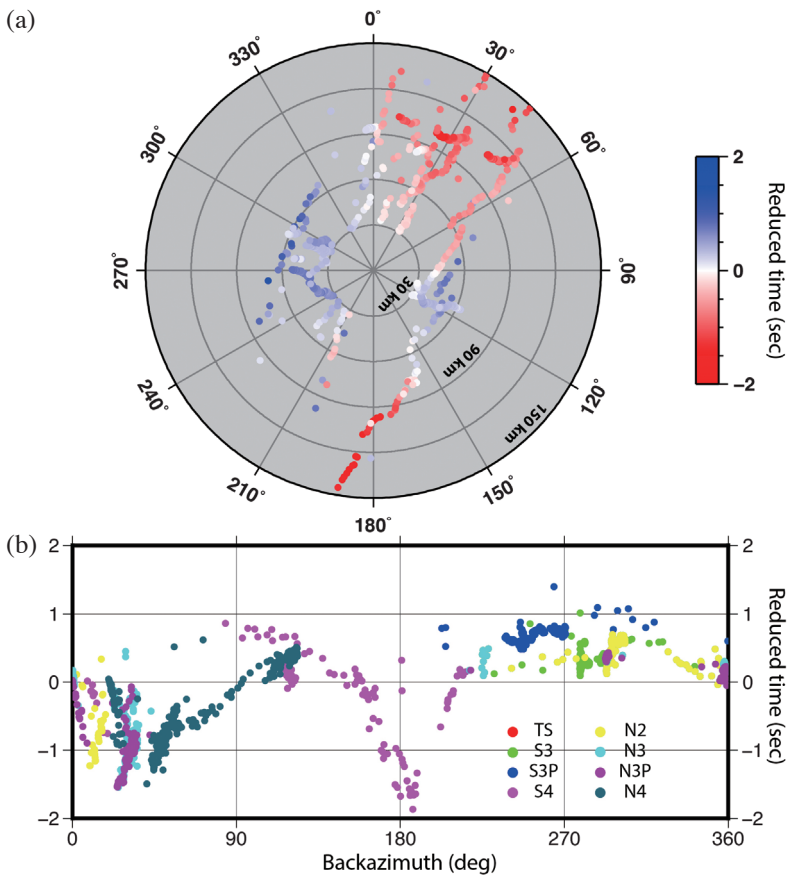 (a)
0°
30°
60°
90°
120°
150°
180°
210°
240°
270°
300°
330°
30 km
90 km
150 km
2
1
0
−1
−2
Reduced time (sec)
(b)
2
1
0
−1
−2
2
1
0
−1
−2
Reduced time (sec)
TS N2
S3 N3
S3P N3P
S4 N4
0 90 180 270 360
Backazimuth (deg)